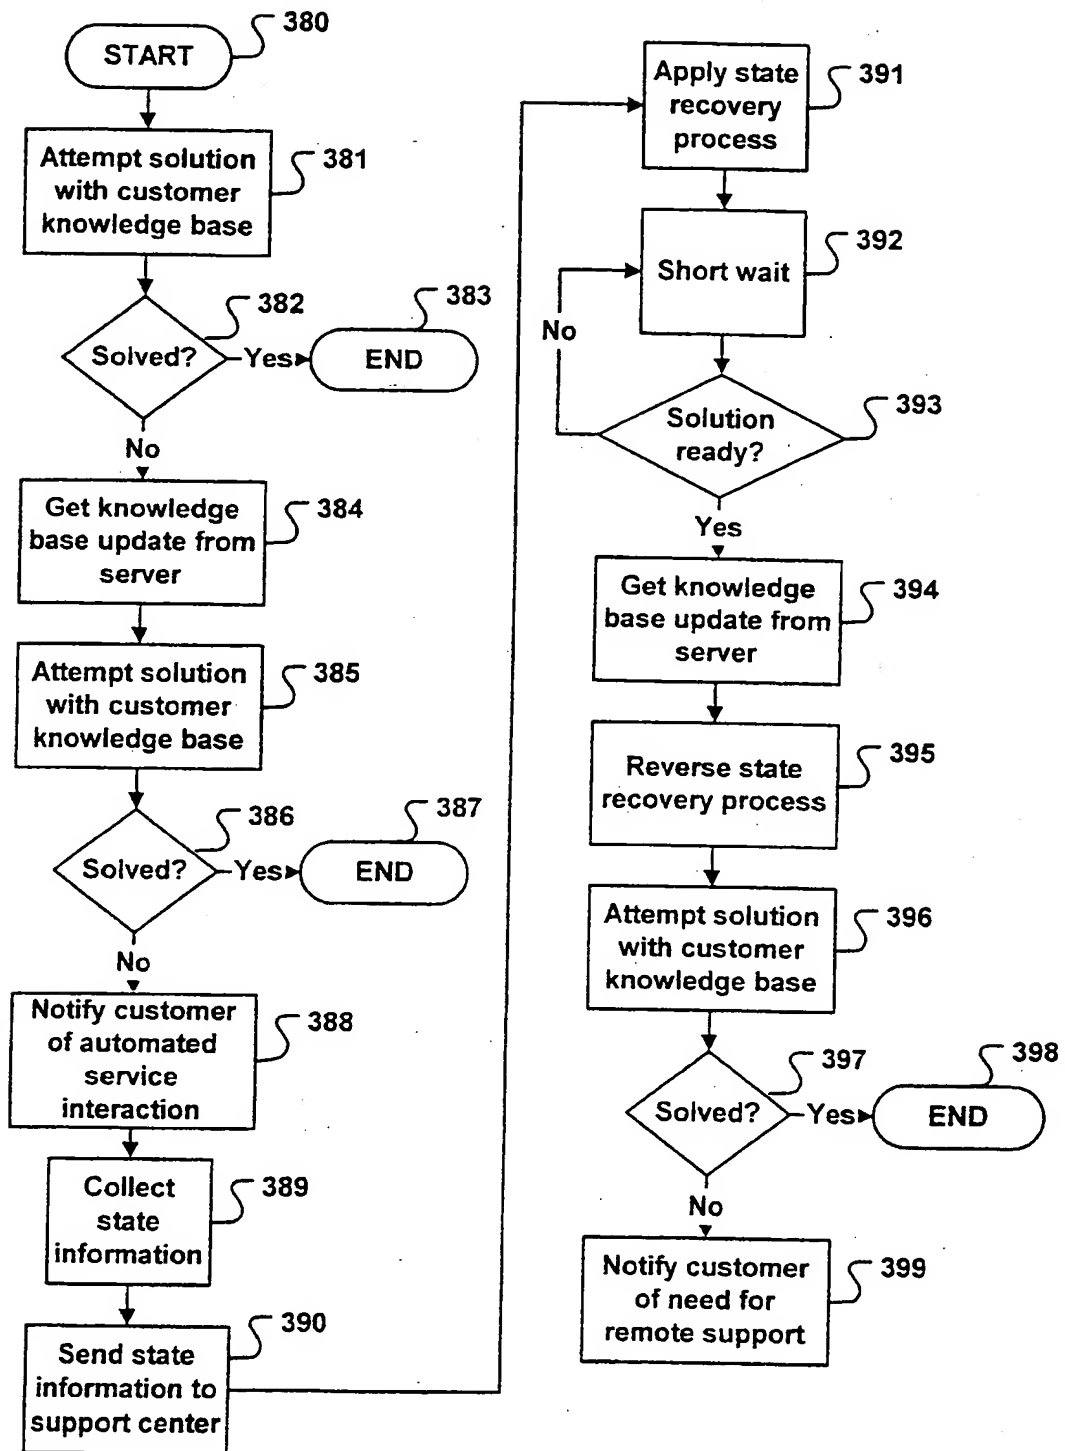 START
380
Attempt solution
with customer
knowledge base
381
Solved?
382
Yes
END
383
No
Get knowledge
base update from
server
384
Attempt solution
with customer
knowledge base
385
Solved?
386
Yes
END
387
No
Notify customer
of automated
service
interaction
388
Collect
state
information
389
Send state
information to
support center
390
Apply state
recovery
process
391
Short wait
392
No
Solution
ready?
393
Yes
Get knowledge
base update from
server
394
Reverse state
recovery process
395
Attempt solution
with customer
knowledge base
396
Solved?
397
Yes
END
398
No
Notify customer
of need for
remote support
399